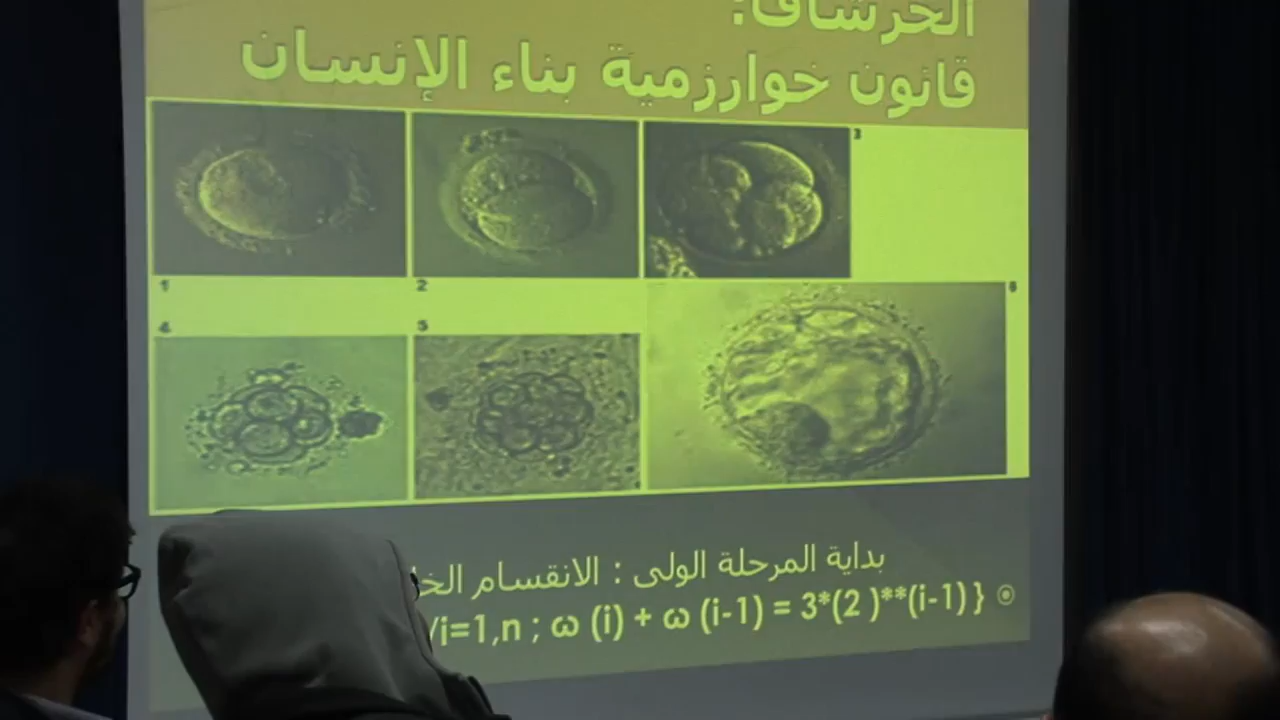 الخرشاف:
قانون خوارزمية بناء الإنسان
3
1
2
4
5
6
بداية المرحلة الولى : الانقسام
/i=1,n ; ω (i) + ω (i-1) = 3*(2 )**(i-1) }